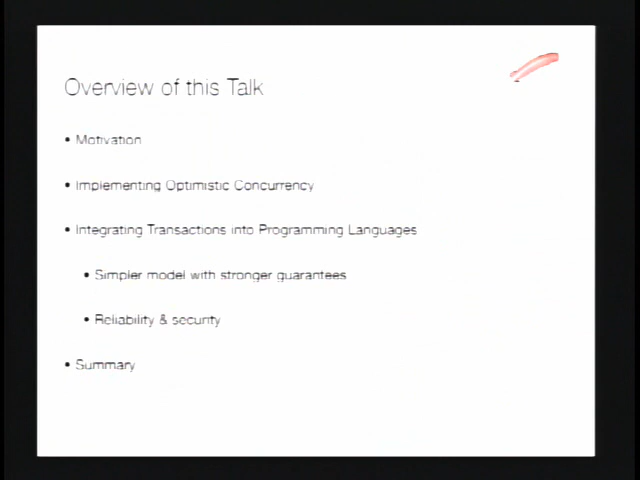 Overview of this Talk
• Motivation
• Implementing Optimistic Concurrency
• Integrating Transactions into Programming Languages
• Simpler model with stronger guarantees
• Reliability & security
• Summary